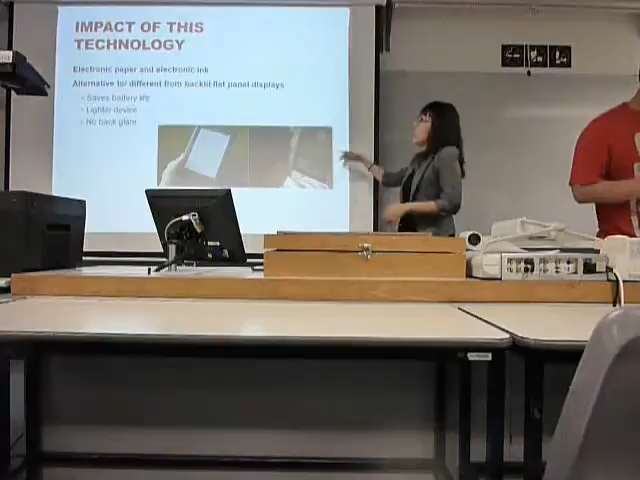 IMPACT OF THIS
TECHNOLOGY
Electronic paper and electronic ink
Alternative to/ different from backlit flat panel displays
• Saves battery life
• Lighter device
• No back glare